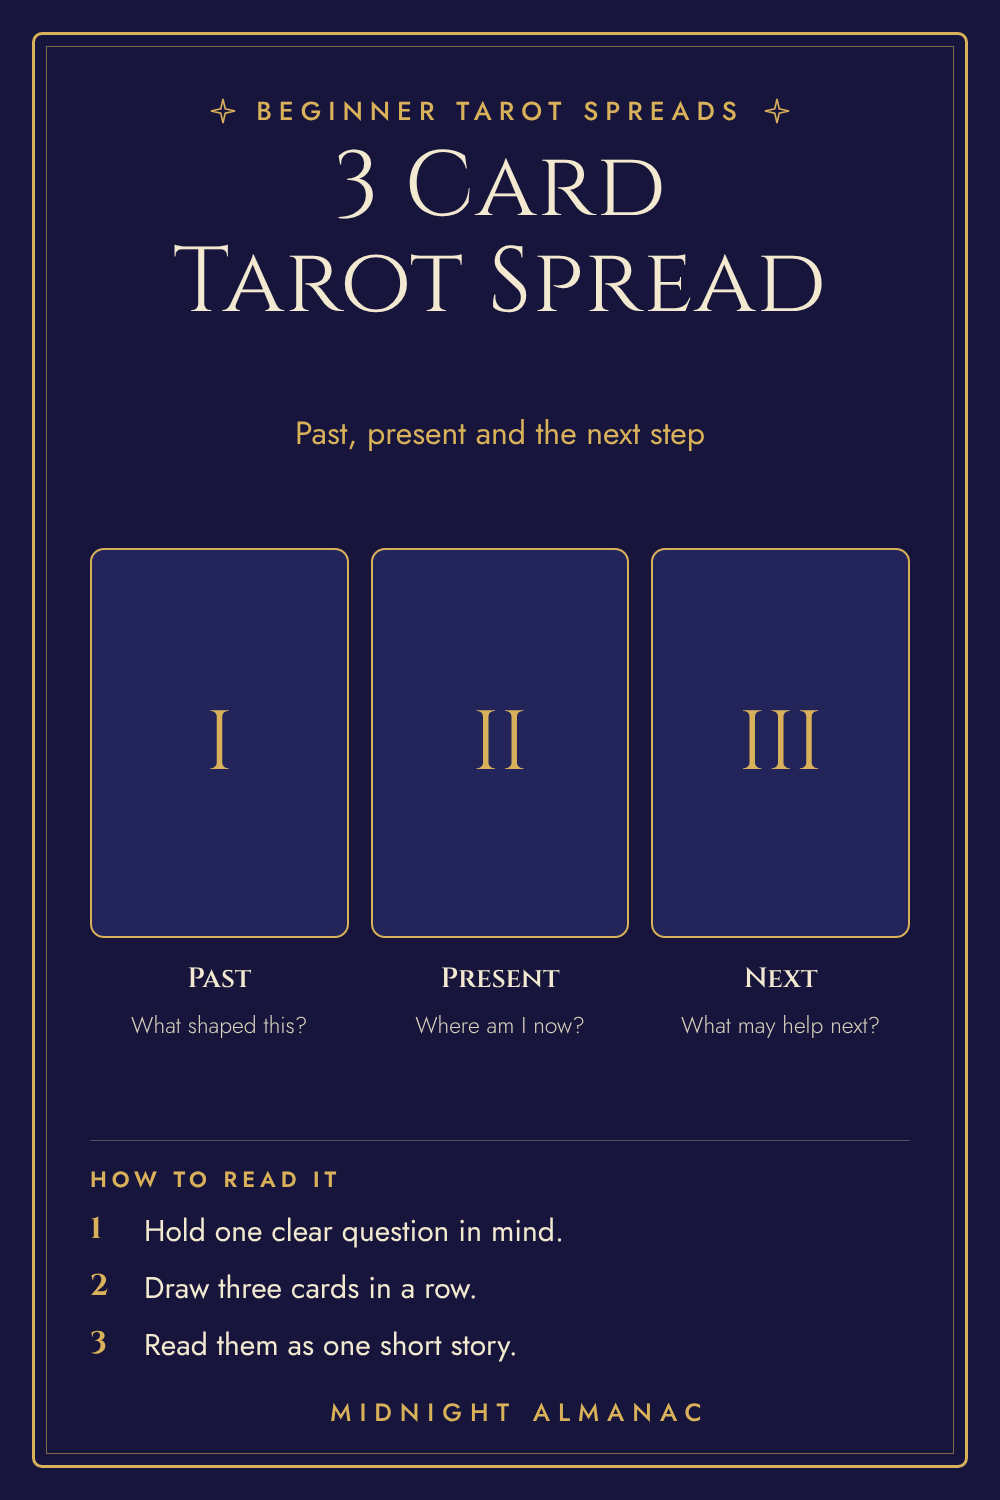 BEGINNER TAROT SPREADS
3 Card
Tarot Spread
Past, present and the next step
I
II
III
Past
Present
Next
What shaped this?
Where am I now?
What may help next?
HOW TO READ IT
1 Hold one clear question in mind.
2 Draw three cards in a row.
3 Read them as one short story.
MIDNIGHT ALMANAC